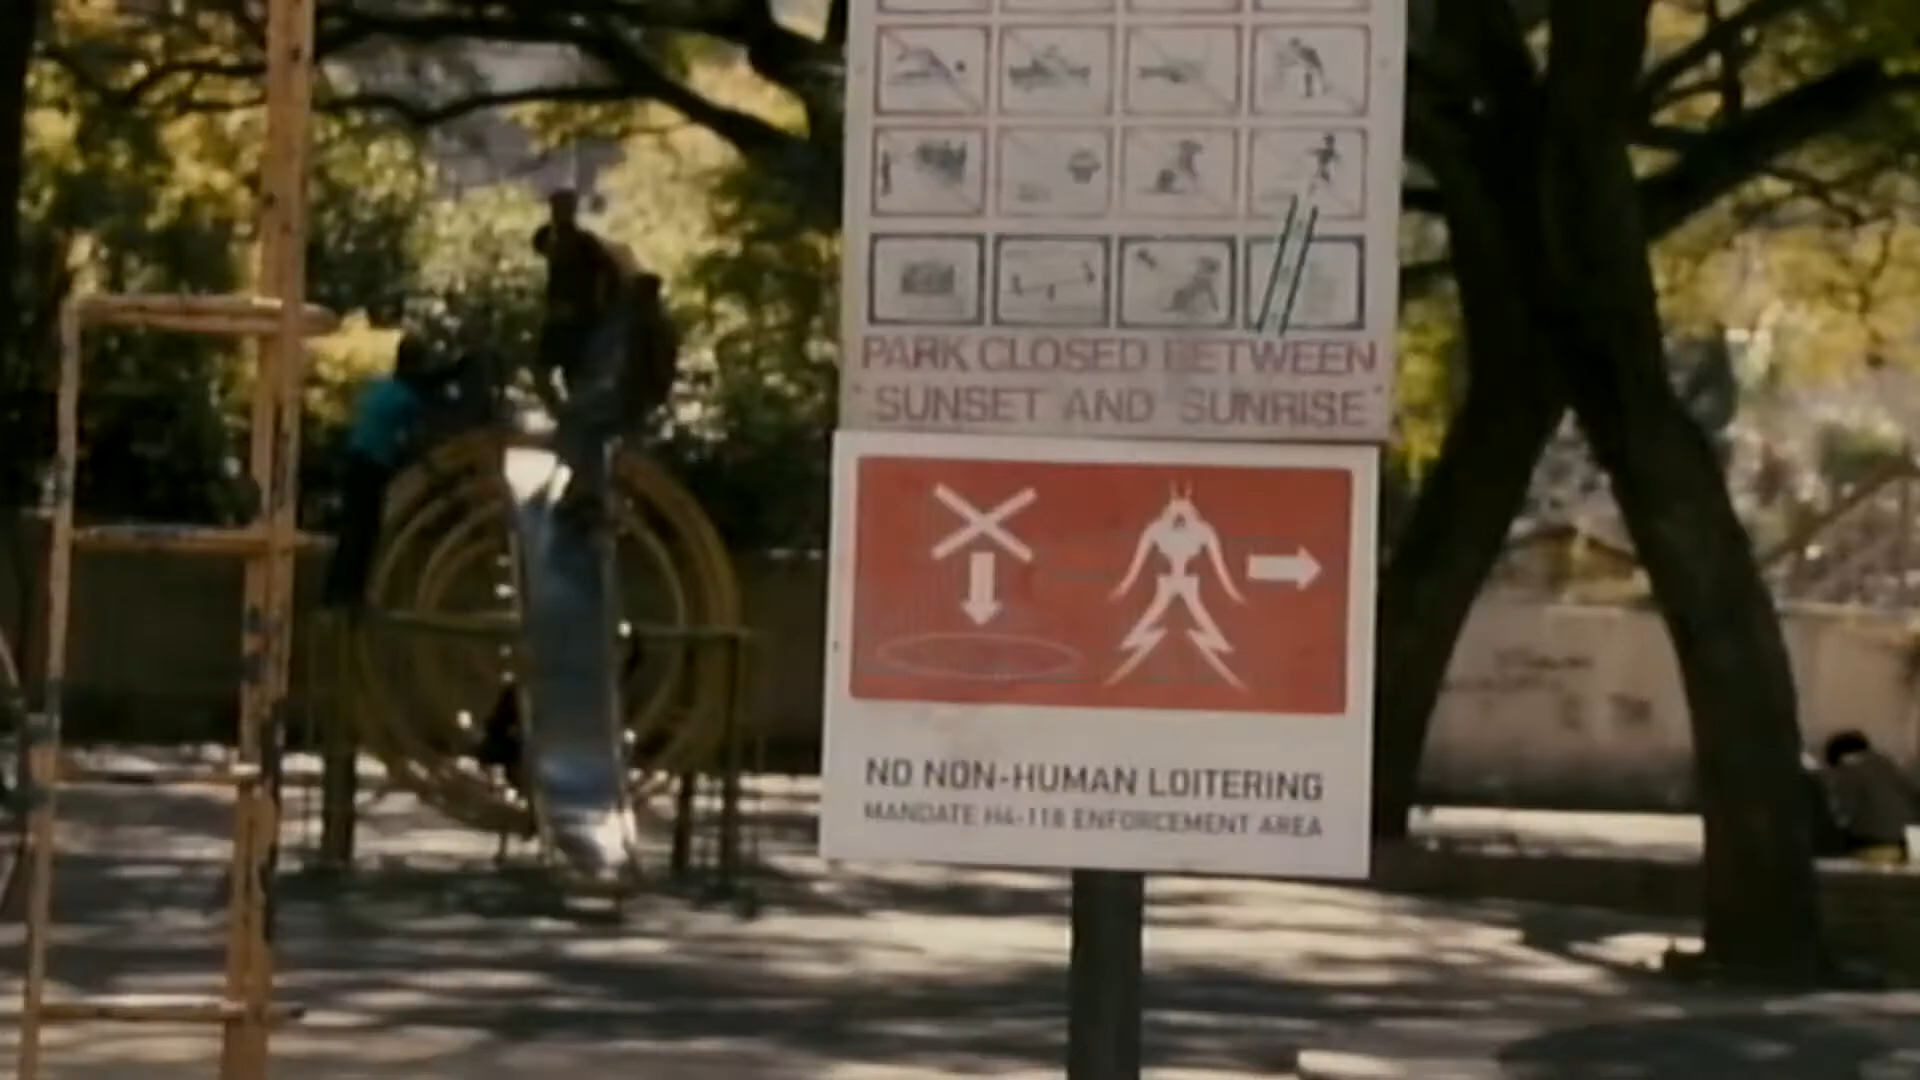 PARK CLOSED BETWEEN
SUNSET AND SUNRISE
NO NON-HUMAN LOITERING
MANDATE H4-118 ENFORCEMENT AREA